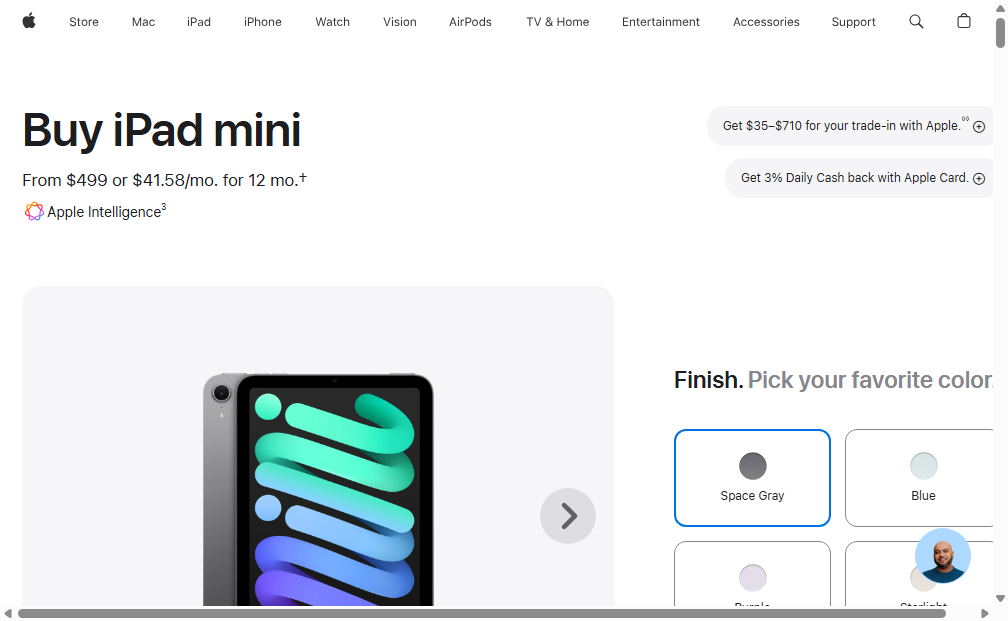 Store
Mac
iPad
iPhone
Watch
Vision
AirPods
TV & Home
Entertainment
Accessories
Support
Buy iPad mini
From $499 or $41.58/mo. for 12 mo.†
Apple Intelligence³
Get $35–$710 for your trade-in with Apple.◊◊
Get 3% Daily Cash back with Apple Card.
Finish. Pick your favorite color.
Space Gray
Blue
Purple
Starlight